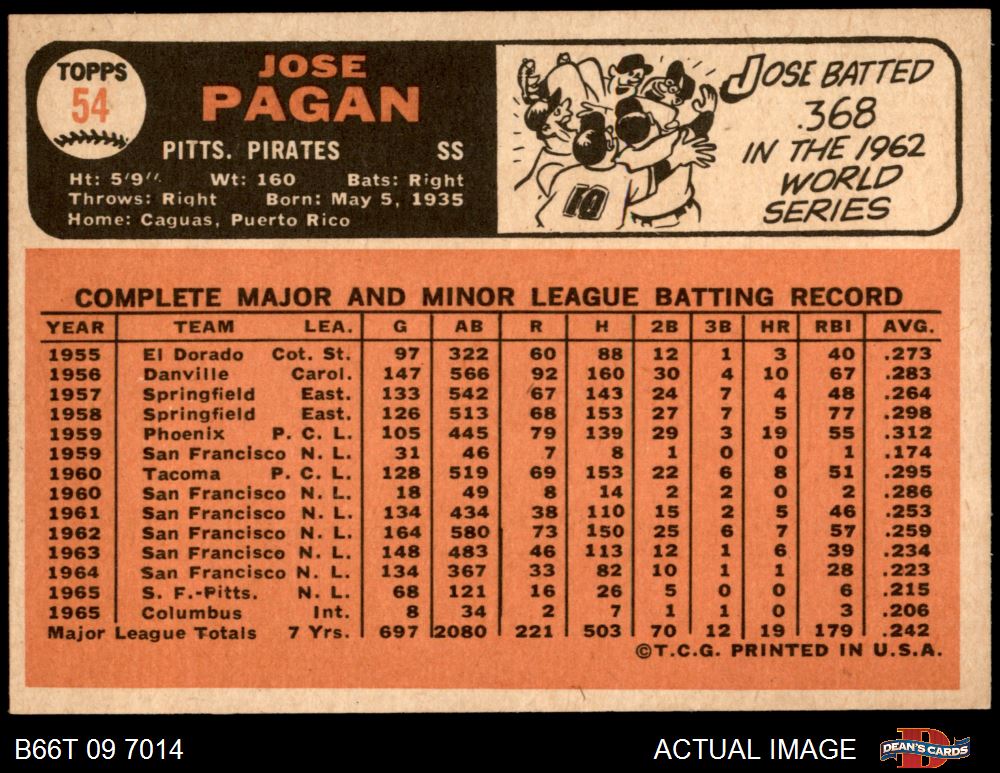 TOPPS
54
JOSE
PAGAN
PITTS. PIRATES SS
Ht: 5'9" Wt: 160 Bats: Right
Throws: Right Born: May 5, 1935
Home: Caguas, Puerto Rico
10
JOSE BATTED
.368
IN THE 1962
WORLD
SERIES
COMPLETE MAJOR AND MINOR LEAGUE BATTING RECORD
YEAR TEAM LEA. G AB R H 2B 3B HR RBI AVG.
1955 El Dorado Cot. St. 97 322 60 88 12 1 3 40 .273
1956 Danville Carol. 147 566 92 160 30 4 10 67 .283
1957 Springfield East. 133 542 67 143 24 7 4 48 .264
1958 Springfield East. 126 513 68 153 27 7 5 77 .298
1959 Phoenix P. C. L. 105 445 79 139 29 3 19 55 .312
1959 San Francisco N. L. 31 46 7 8 1 0 0 1 .174
1960 Tacoma P. C. L. 128 519 69 153 22 6 8 51 .295
1960 San Francisco N. L. 18 49 8 14 2 2 0 2 .286
1961 San Francisco N. L. 134 434 38 110 15 2 5 46 .253
1962 San Francisco N. L. 164 580 73 150 25 6 7 57 .259
1963 San Francisco N. L. 148 483 46 113 12 1 6 39 .234
1964 San Francisco N. L. 134 367 33 82 10 1 1 28 .223
1965 S. F.-Pitts. N. L. 68 121 16 26 5 0 0 6 .215
1965 Columbus Int. 8 34 2 7 1 1 0 3 .206
Major League Totals 7 Yrs. 697 2080 221 503 70 12 19 179 .242
©T.C.G. PRINTED IN U.S.A.
B66T 09 7014 ACTUAL IMAGE DEAN'S CARDS